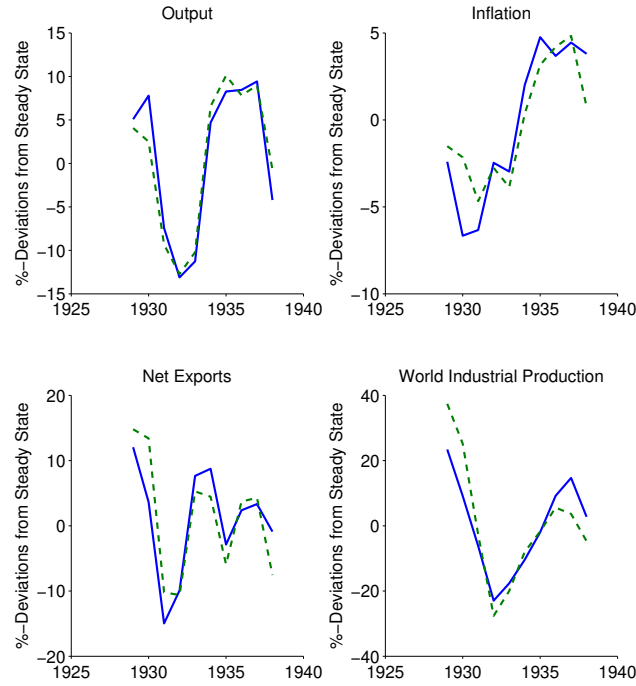 Output
%-Deviations from Steady State
15
10
5
0
−5
−10
−15
1925 1930 1935 1940
Inflation
%-Deviations from Steady State
5
0
−5
−10
1925 1930 1935 1940
Net Exports
%-Deviations from Steady State
20
10
0
−10
−20
1925 1930 1935 1940
World Industrial Production
%-Deviations from Steady State
40
20
0
−20
−40
1925 1930 1935 1940